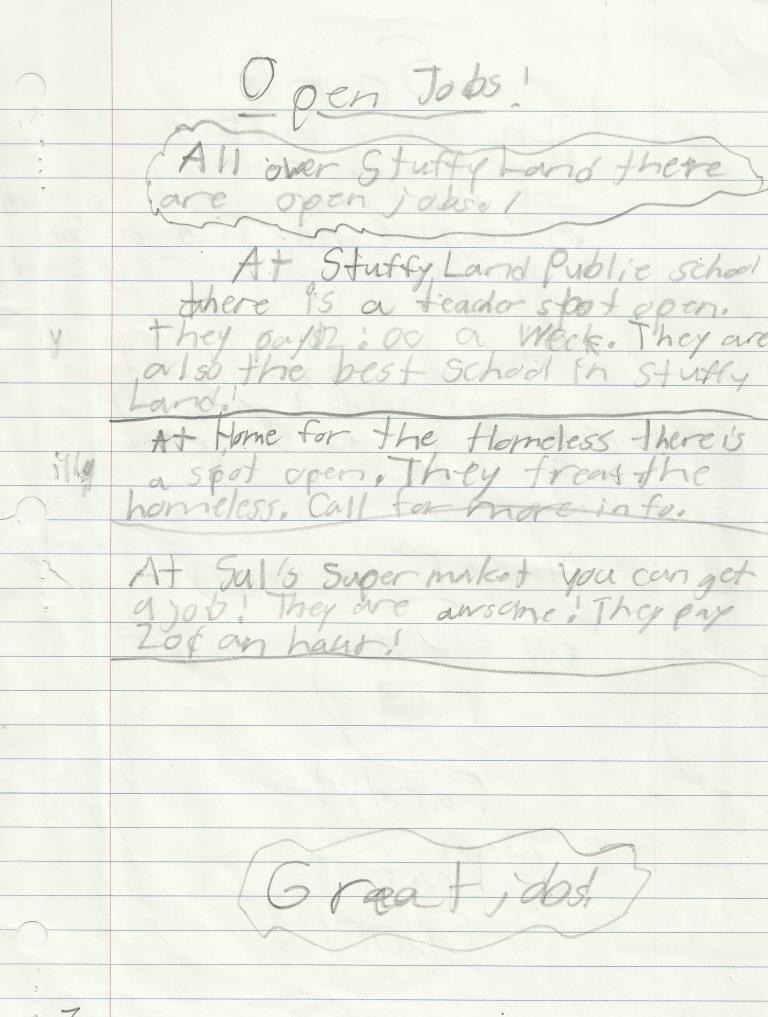 Open Jobs!
All over Stuffy Land there
are open jobs!
At Stuffy Land Public school
there is a teacher spot open.
They pay $2:00 a week. They are
y
also the best school in Stuffy
Land!
At Home for the Homeless there is
a spot open. They treat the
homeless. Call for more info.
At Sal's Super maket you can get
a job! They are awsome! They pay
20¢ an haur!
Great jobs!